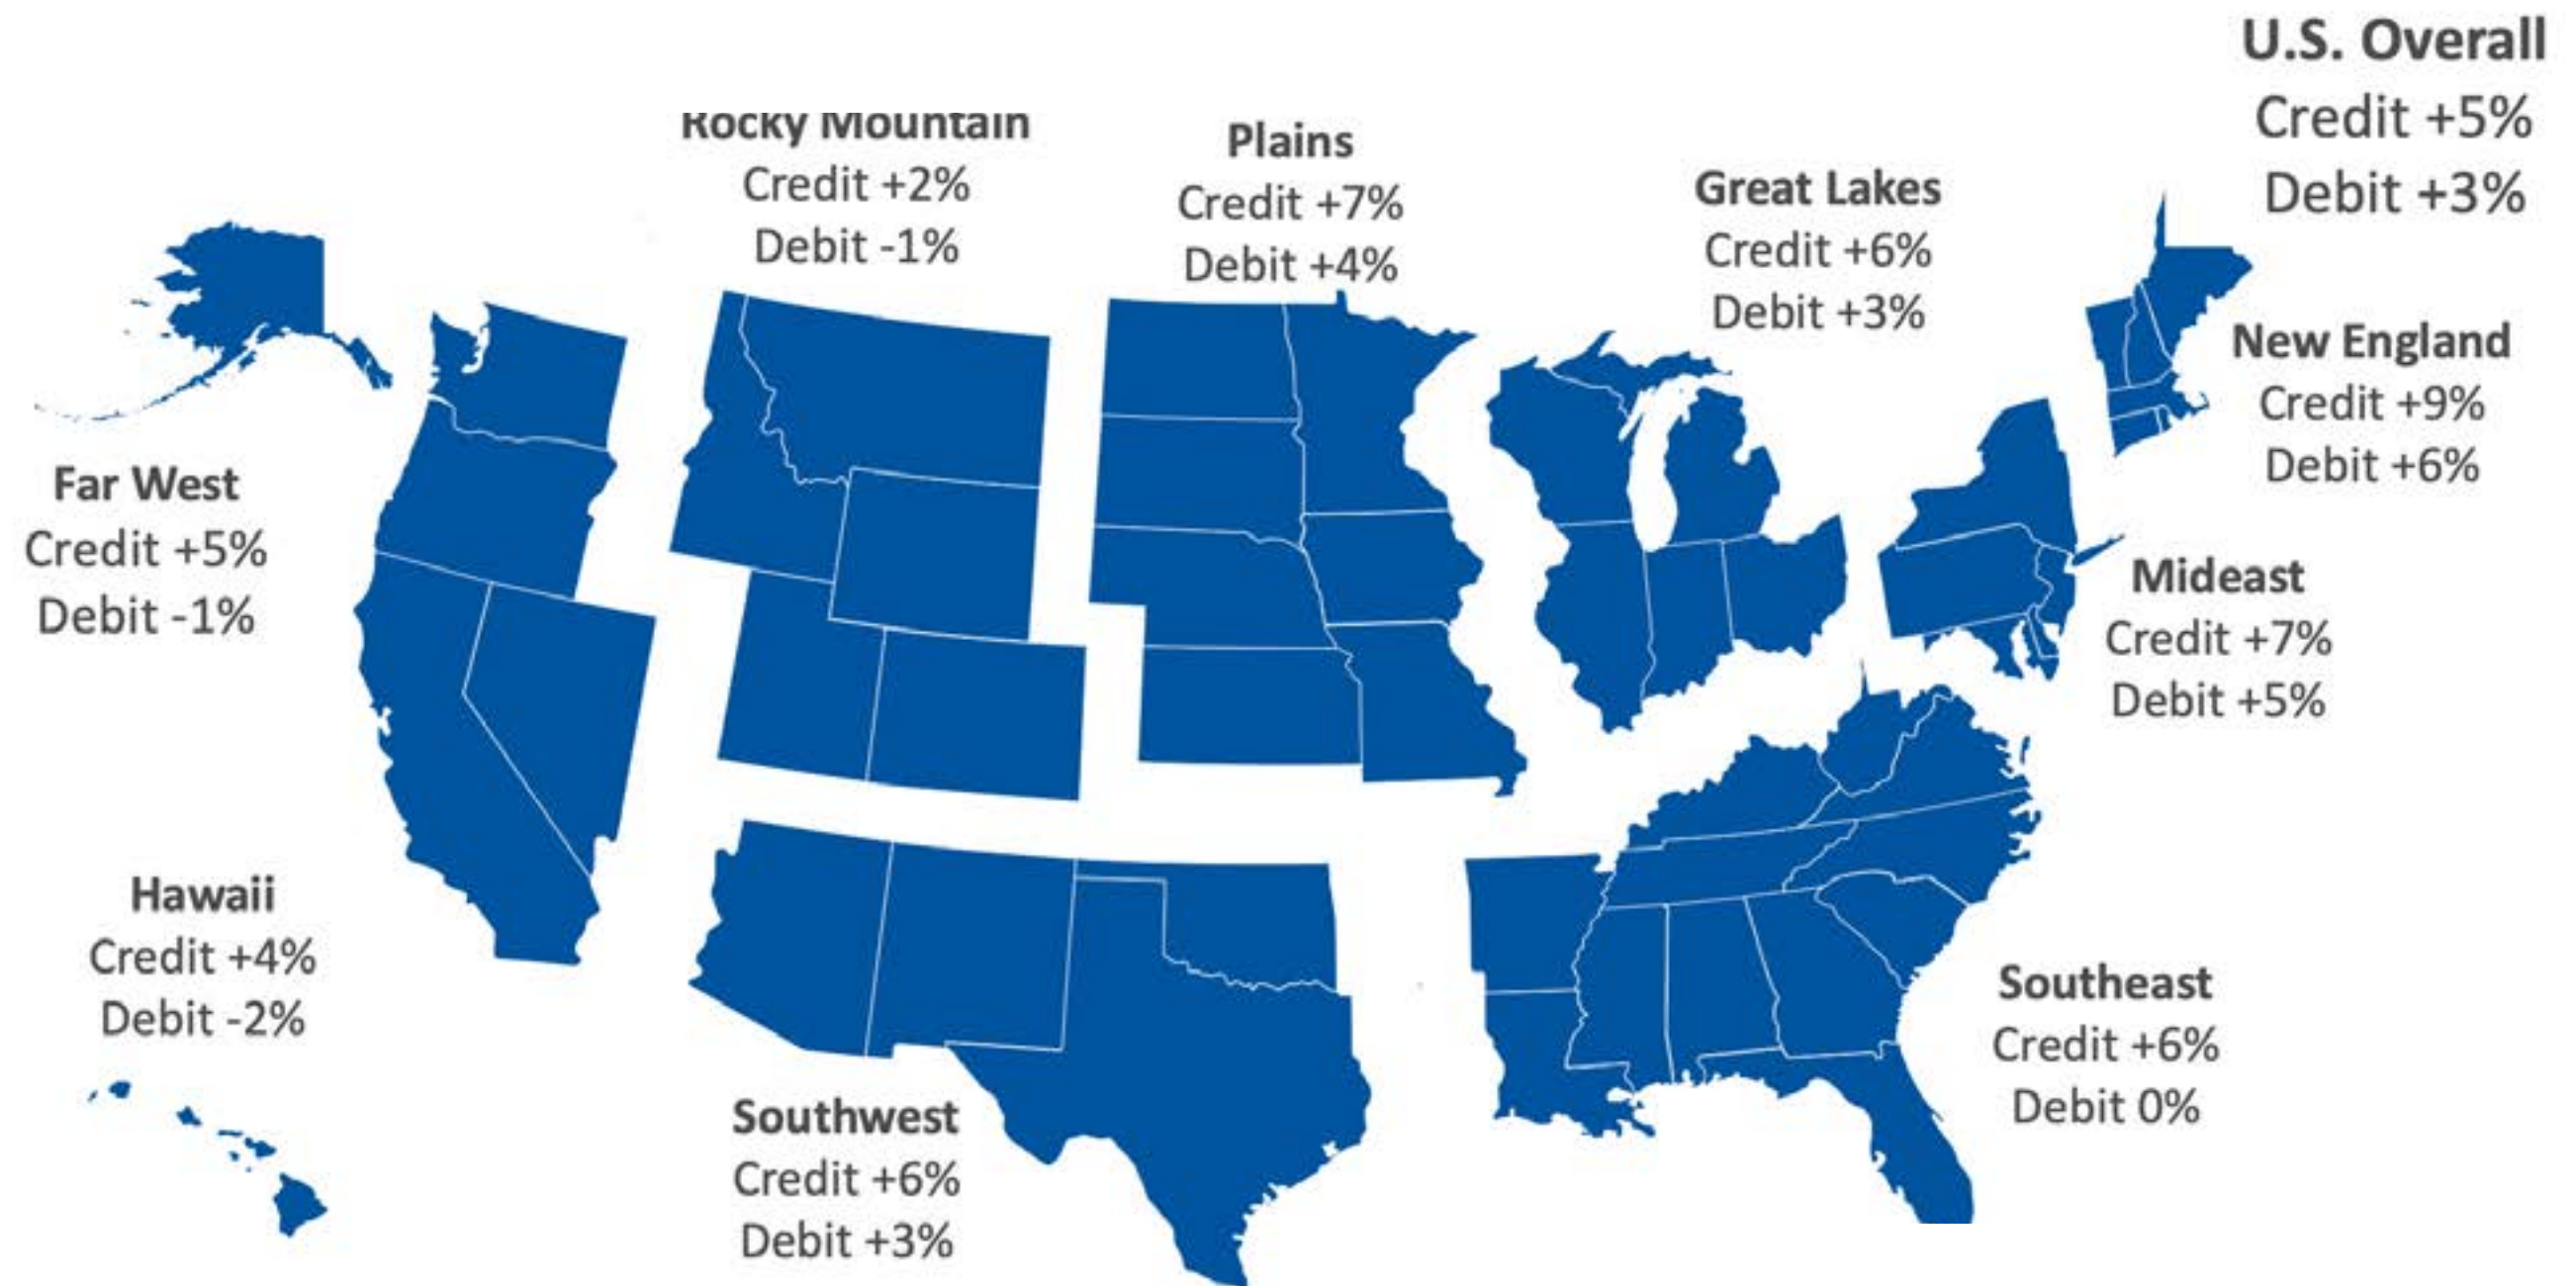 U.S. Overall
Credit +5%
Debit +3%
Rocky Mountain
Credit +2%
Debit -1%
Plains
Credit +7%
Debit +4%
Great Lakes
Credit +6%
Debit +3%
New England
Credit +9%
Debit +6%
Far West
Credit +5%
Debit -1%
Mideast
Credit +7%
Debit +5%
Hawaii
Credit +4%
Debit -2%
Southeast
Credit +6%
Debit 0%
Southwest
Credit +6%
Debit +3%